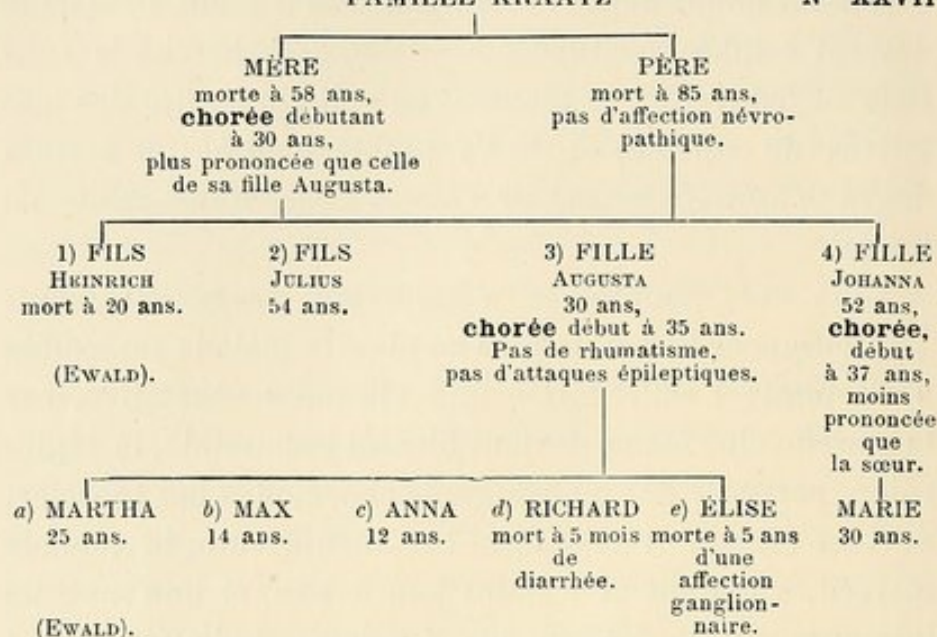 FAMILLE N° XXVII
MÈRE
morte à 58 ans,
chorée débutant
à 30 ans,
plus prononcée que celle
de sa fille Augusta.
PÈRE
mort à 85 ans,
pas d'affection névro-
pathique.
1) FILS
HEINRICH
mort à 20 ans.
(EWALD).
2) FILS
JULIUS
54 ans.
3) FILLE
AUGUSTA
30 ans,
chorée début à 35 ans.
Pas de rhumatisme.
pas d'attaques épileptiques.
4) FILLE
JOHANNA
52 ans,
chorée,
début
à 37 ans,
moins
prononcée
que
la sœur.
a) MARTHA
25 ans.
b) MAX
14 ans.
c) ANNA
12 ans.
d) RICHARD
mort à 5 mois
de
diarrhée.
e) ÉLISE
morte à 5 ans
d'une
affection
ganglion-
naire.
MARIE
30 ans.
(EWALD).